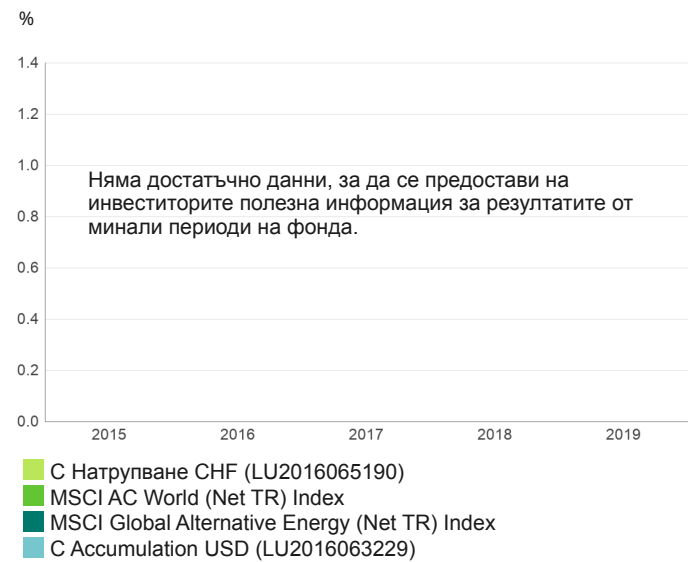 %
1.4
1.2
1.0
Няма достатъчно данни, за да се предостави на
инвеститорите полезна информация за резултатите от
минали периоди на фонда.
0.8
0.6
0.4
0.2
0.0
2015 2016 2017 2018 2019
С Натрупване CHF (LU2016065190)
MSCI AC World (Net TR) Index
MSCI Global Alternative Energy (Net TR) Index
C Accumulation USD (LU2016063229)